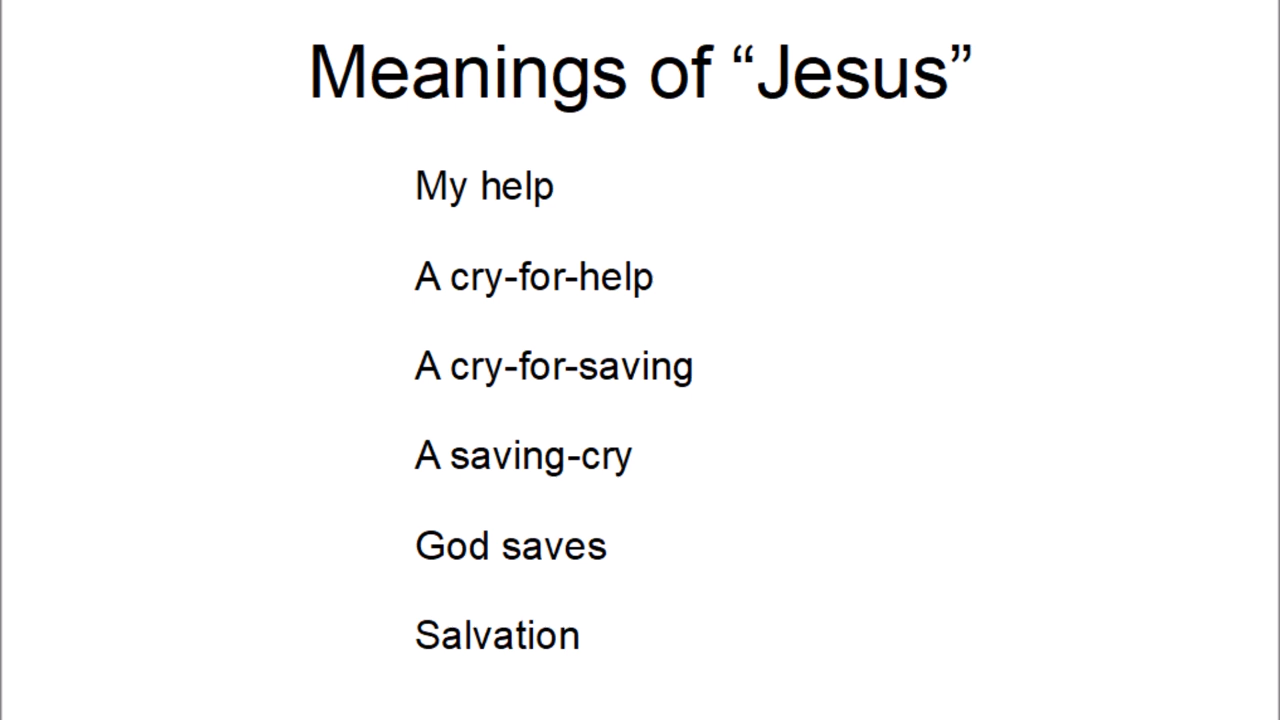 Meanings of “Jesus”
My help
A cry-for-help
A cry-for-saving
A saving-cry
God saves
Salvation